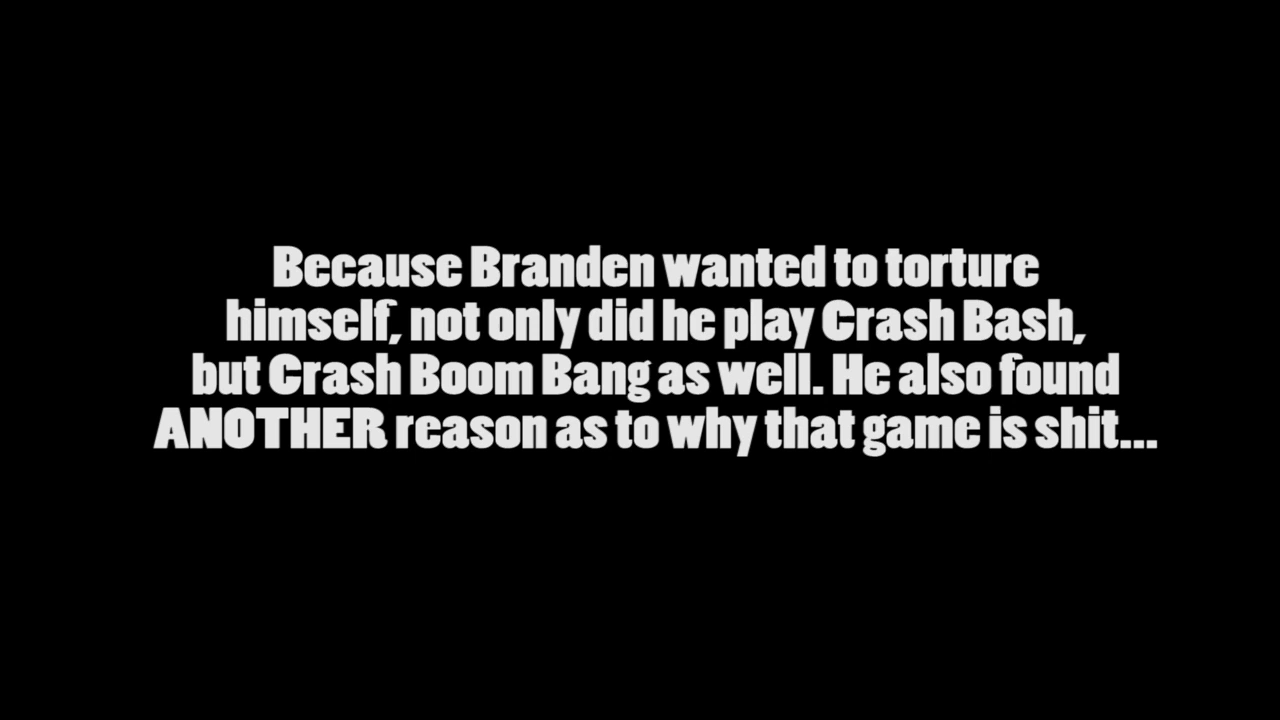 Because Branden wanted to torture
himself, not only did he play Crash Bash,
but Crash Boom Bang as well. He also found
ANOTHER reason as to why that game is shit...